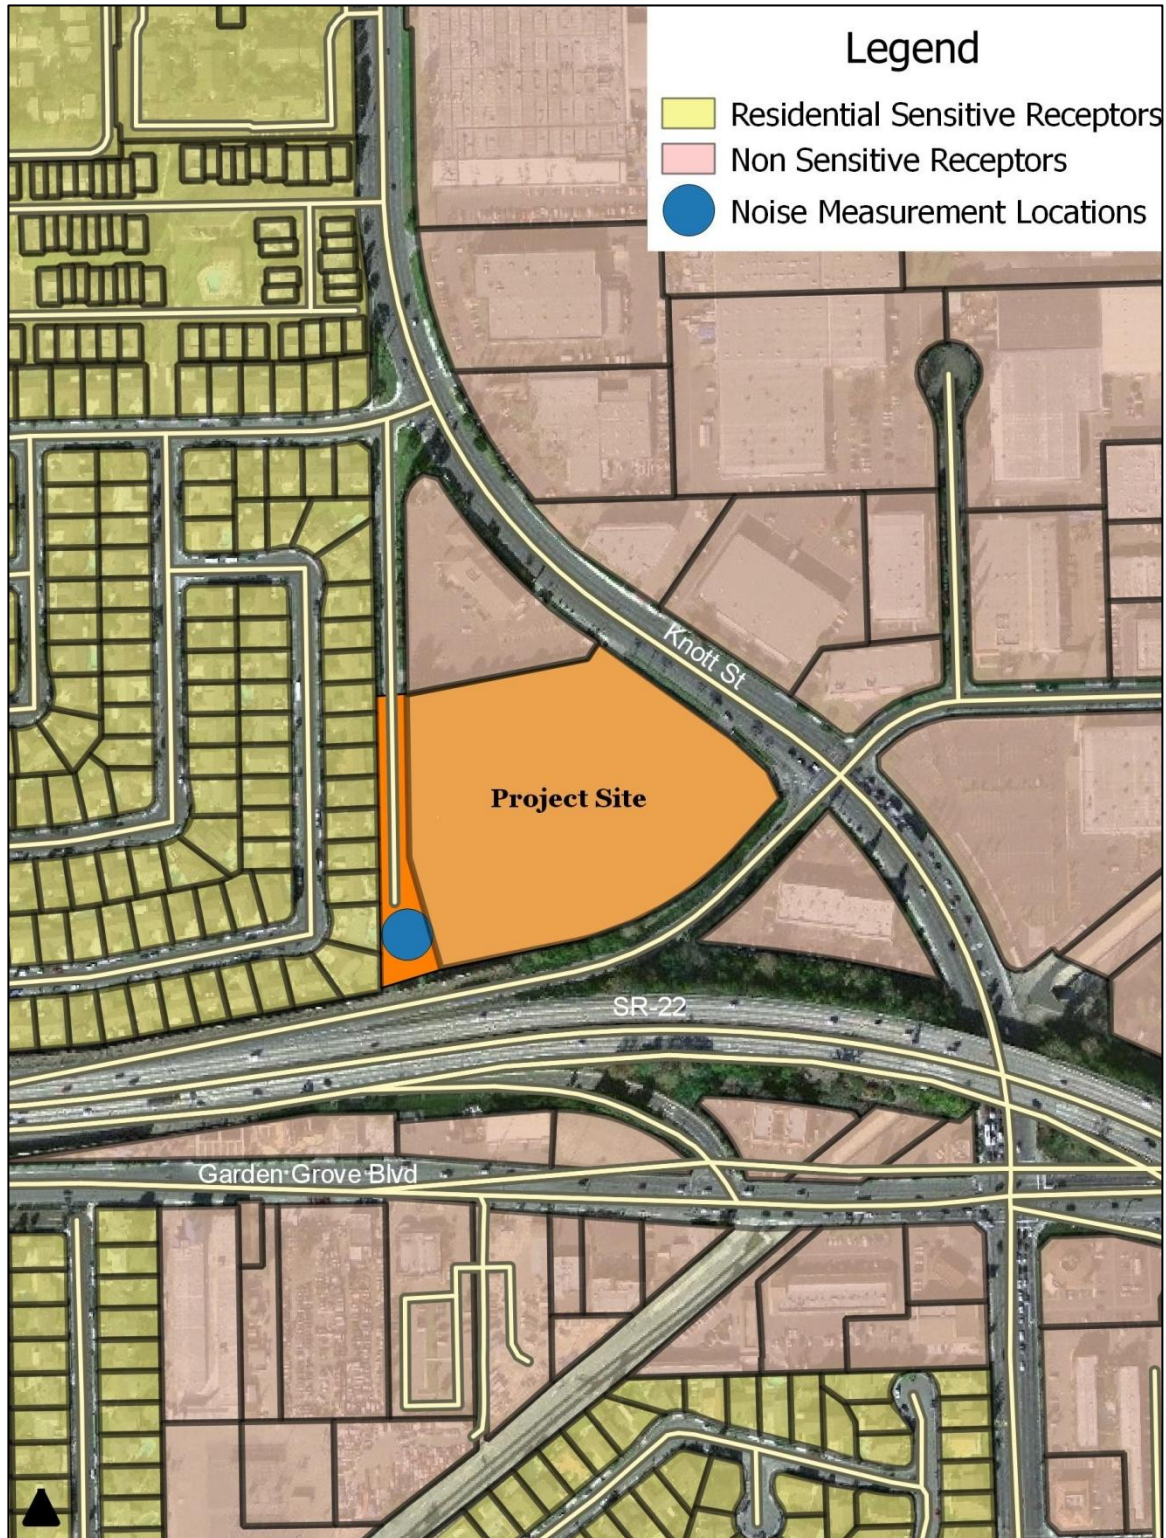 Legend
Residential Sensitive Receptors
Non Sensitive Receptors
Noise Measurement Locations
Knott St
Project Site
SR-22
Garden Grove Blvd